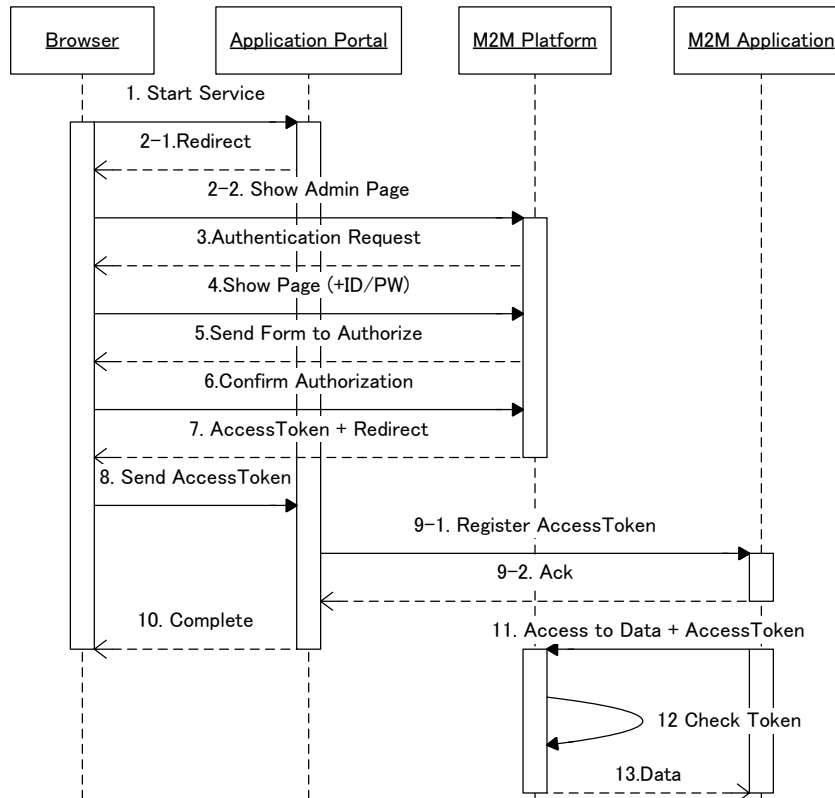 Browser
Application Portal
M2M Platform
M2M Application
1. Start Service
2-1.Redirect
2-2. Show Admin Page
3.Authentication Request
4.Show Page (+ID/PW)
5.Send Form to Authorize
6.Confirm Authorization
7. AccessToken + Redirect
8. Send AccessToken
9-1. Register AccessToken
9-2. Ack
10. Complete
11. Access to Data + AccessToken
12 Check Token
13.Data